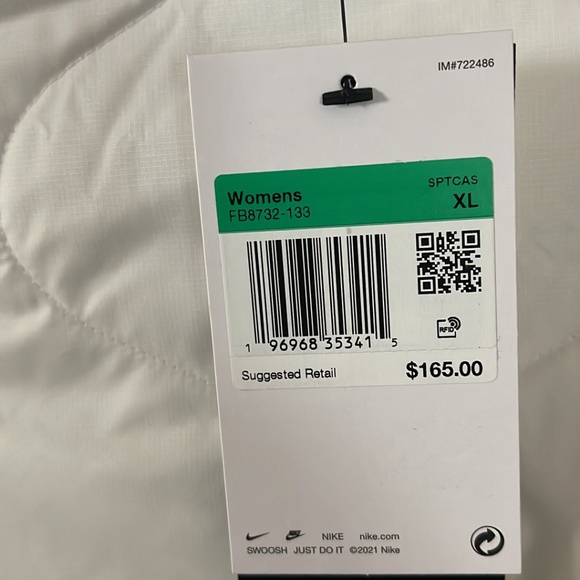 IM#722486
Womens SPTCAS
FB8732-133 XL
RFID
1 96968 35341 5
Suggested Retail $165.00
NIKE nike.com
SWOOSH JUST DO IT ©2021 Nike